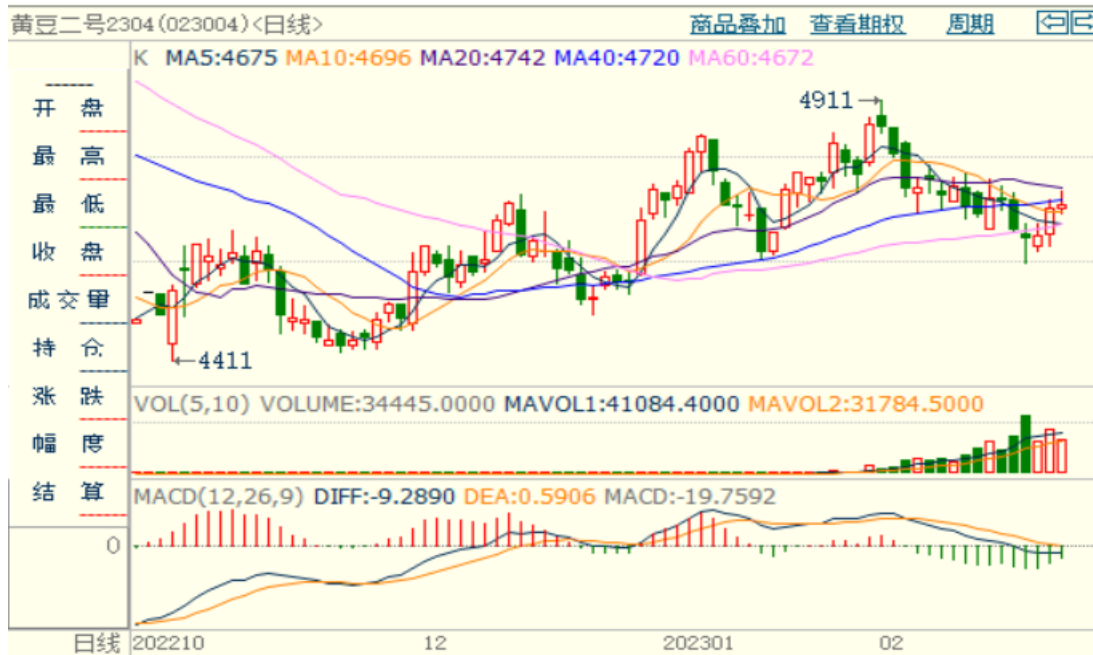 黄豆二号2304(023004)<日线> 商品叠加 查看期权 周期
K MA5:4675 MA10:4696 MA20:4742 MA40:4720 MA60:4672
开 盘
最 高
最 低
收 盘
成交量
持 仓
涨 跌
幅 度
结 算
4911
4411
VOL(5,10) VOLUME:34445.0000 MAVOL1:41084.4000 MAVOL2:31784.5000
MACD(12,26,9) DIFF:-9.2890 DEA:0.5906 MACD:-19.7592
0
日线 202210 12 202301 02